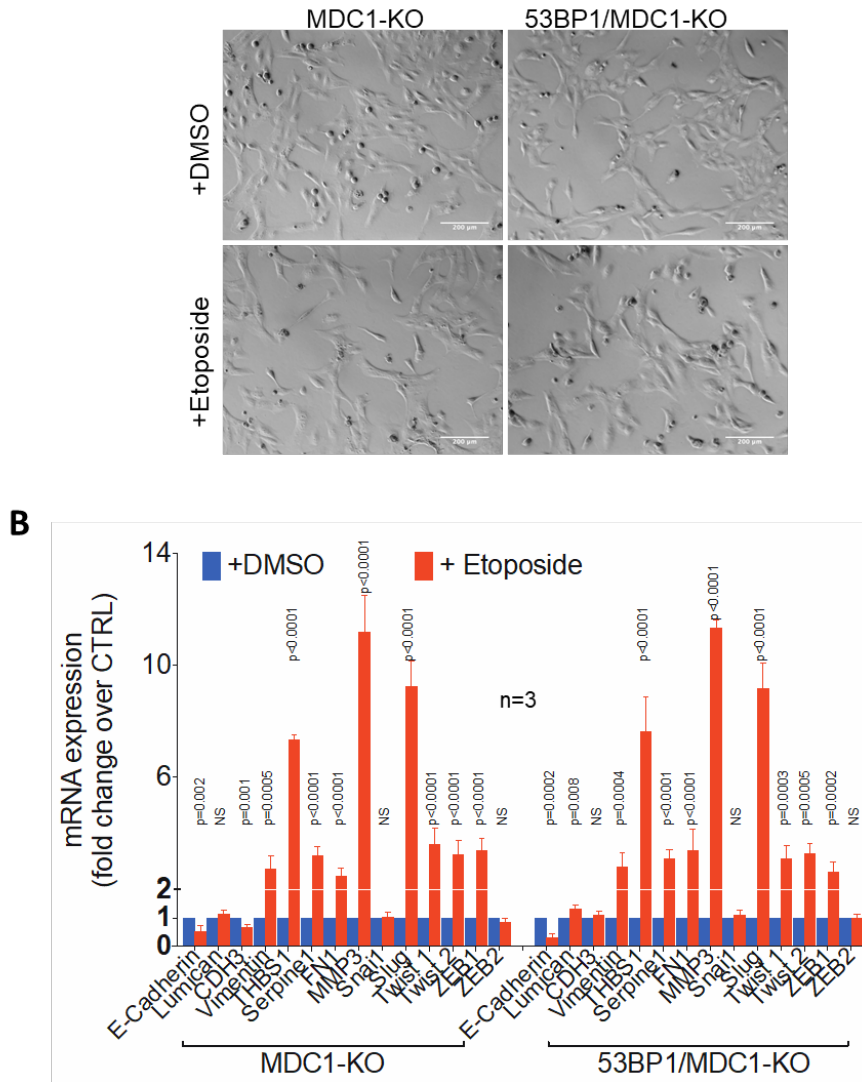 MDC1-KO 53BP1/MDC1-KO
+DMSO
200 µm 200 µm
+Etoposide
200 µm 200 µm
B
+DMSO + Etoposide
mRNA expression
(fold change over CTRL)
14
10
6
2
1
0
n=3
p=0.002
NS
p=0.001
p=0.0005
p<0.0001
p<0.0001
p<0.0001
p<0.0001
NS
p<0.0001
p<0.0001
p<0.0001
p<0.0001
NS
p=0.0002
p=0.008
NS
p=0.0004
p<0.0001
p<0.0001
p<0.0001
p<0.0001
NS
p<0.0001
p=0.0003
p=0.0005
p=0.0002
NS
E-Cadherin
Lumican
CDH3
Vimentin
THBS1
Serpine1
FN1
MMP3
Snai1
Slug
Twist 1
Twist 2
ZEB1
ZEB2
E-Cadherin
Lumican
CDH3
Vimentin
THBS1
Serpine1
FN1
MMP3
Snai1
Slug
Twist 1
Twist 2
ZEB1
ZEB2
MDC1-KO 53BP1/MDC1-KO